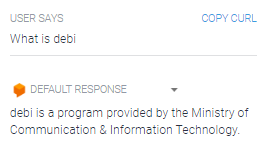 USER SAYS COPY CURL
What is debi
DEFAULT RESPONSE
debi is a program provided by the Ministry of
Communication & Information Technology.